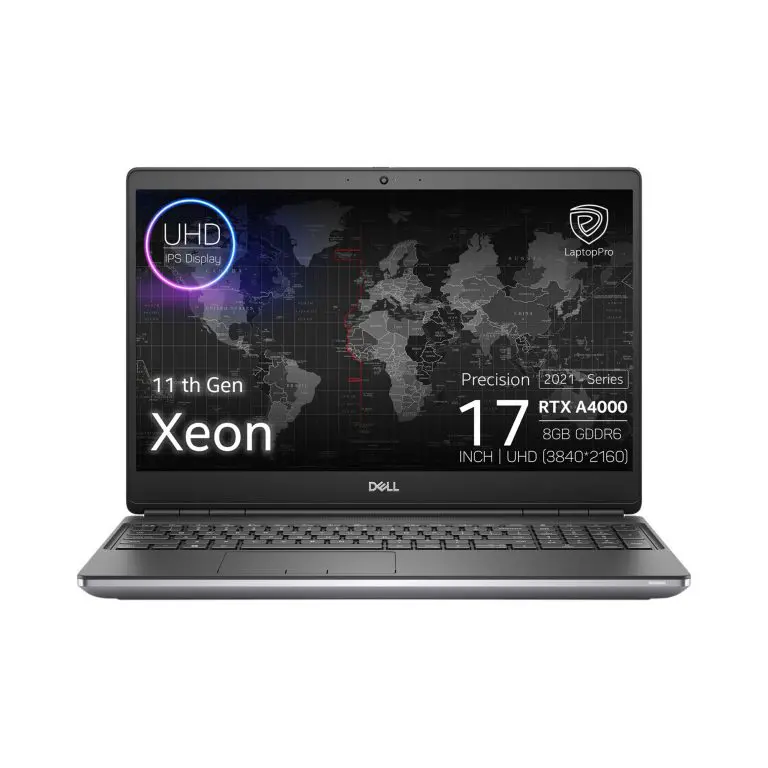 UHD
IPS Display
LaptopPro
11 th Gen
Xeon
Precision 2021 - Series
17 RTX A4000
8GB GDDR6
INCH | UHD (3840*2160)
DELL